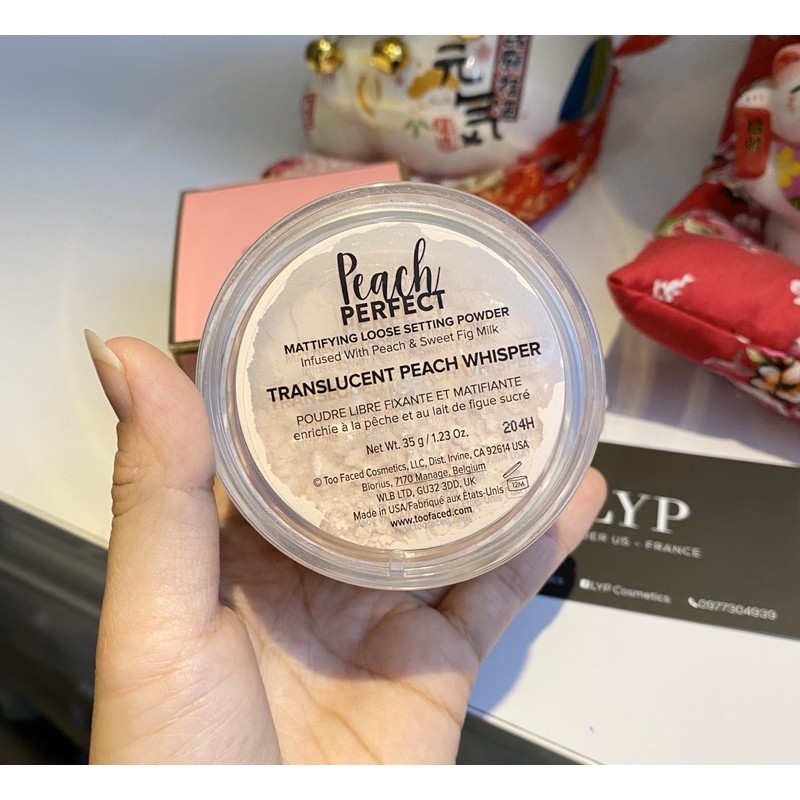 Peach
PERFECT
MATTIFYING LOOSE SETTING POWDER
Infused With Peach & Sweet Fig Milk
TRANSLUCENT PEACH WHISPER
POUDRE LIBRE FIXANTE ET MATIFIANTE
enrichie à la pêche et au lait de figue sucré
Net Wt. 35 g / 1.23 Oz. 204H
© Too Faced Cosmetics, LLC, Dist. Irvine, CA 92614 USA
Biorius, 7170 Manage, Belgium
WLB LTD, GU32 3DD, UK
Made in USA/Fabriqué aux États-Unis 12M
www.toofaced.com
LYP
DER US - FRANCE
LYP Cosmetics 0977304939